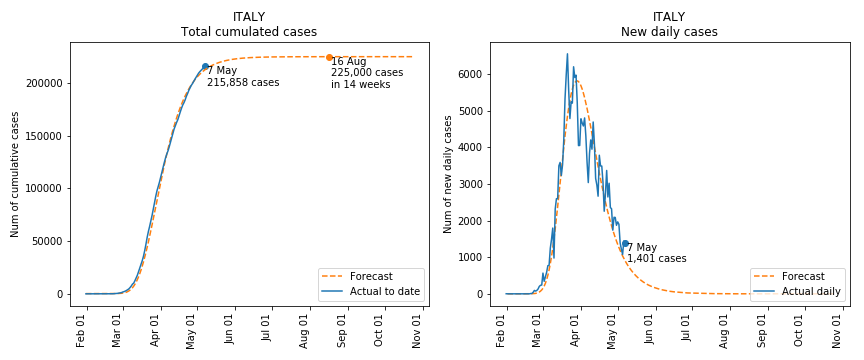 ITALY
Total cumulated cases
Num of cumulative cases
200000
150000
100000
50000
0
7 May
215,858 cases
16 Aug
225,000 cases
in 14 weeks
Forecast
Actual to date
Feb 01
Mar 01
Apr 01
May 01
Jun 01
Jul 01
Aug 01
Sep 01
Oct 01
Nov 01
ITALY
New daily cases
Num of new daily cases
6000
5000
4000
3000
2000
1000
0
7 May
1,401 cases
Forecast
Actual daily
Feb 01
Mar 01
Apr 01
May 01
Jun 01
Jul 01
Aug 01
Sep 01
Oct 01
Nov 01